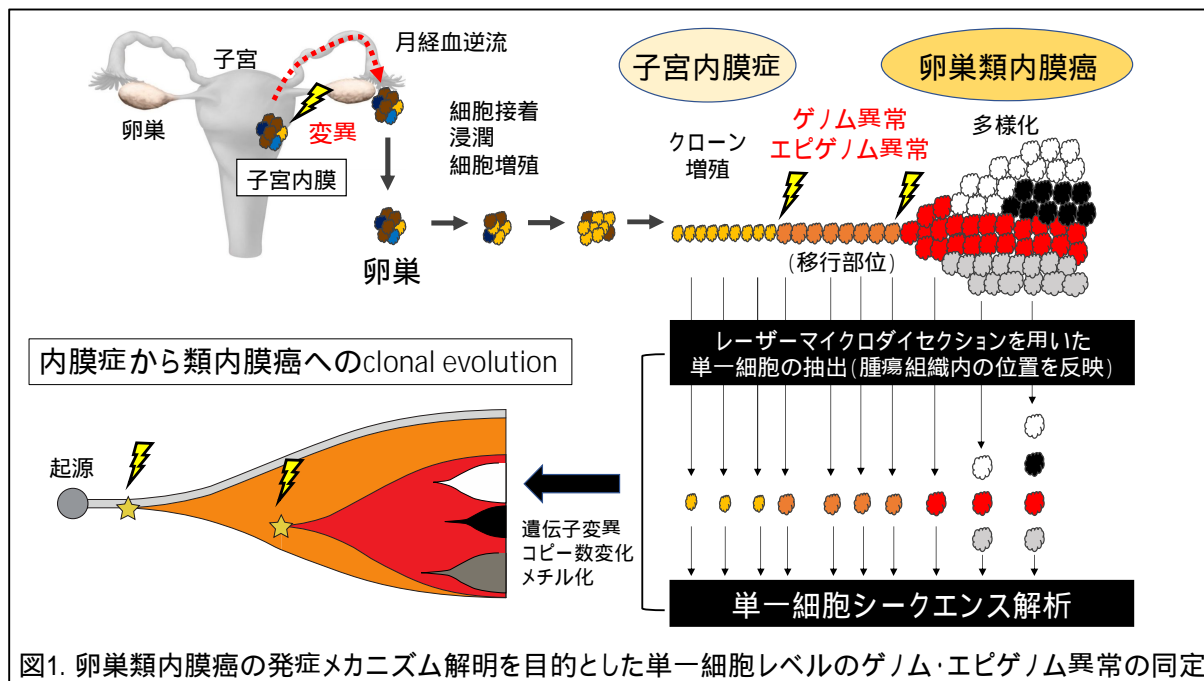 月経血逆流
子宮
卵巣
変異
子宮内膜
細胞接着
浸潤
細胞増殖
卵巣
子宮内膜症
卵巣類内膜癌
クローン
増殖
ゲノム異常
エピゲノム異常
多様化
(移行部位)
レーザーマイクロダイセクションを用いた
単一細胞の抽出(腫瘍組織内の位置を反映)
内膜症から類内膜癌へのclonal evolution
起源
遺伝子変異
コピー数変化
メチル化
単一細胞シークエンス解析
図1. 卵巣類内膜癌の発症メカニズム解明を目的とした単一細胞レベルのゲノム・エピゲノム異常の同定